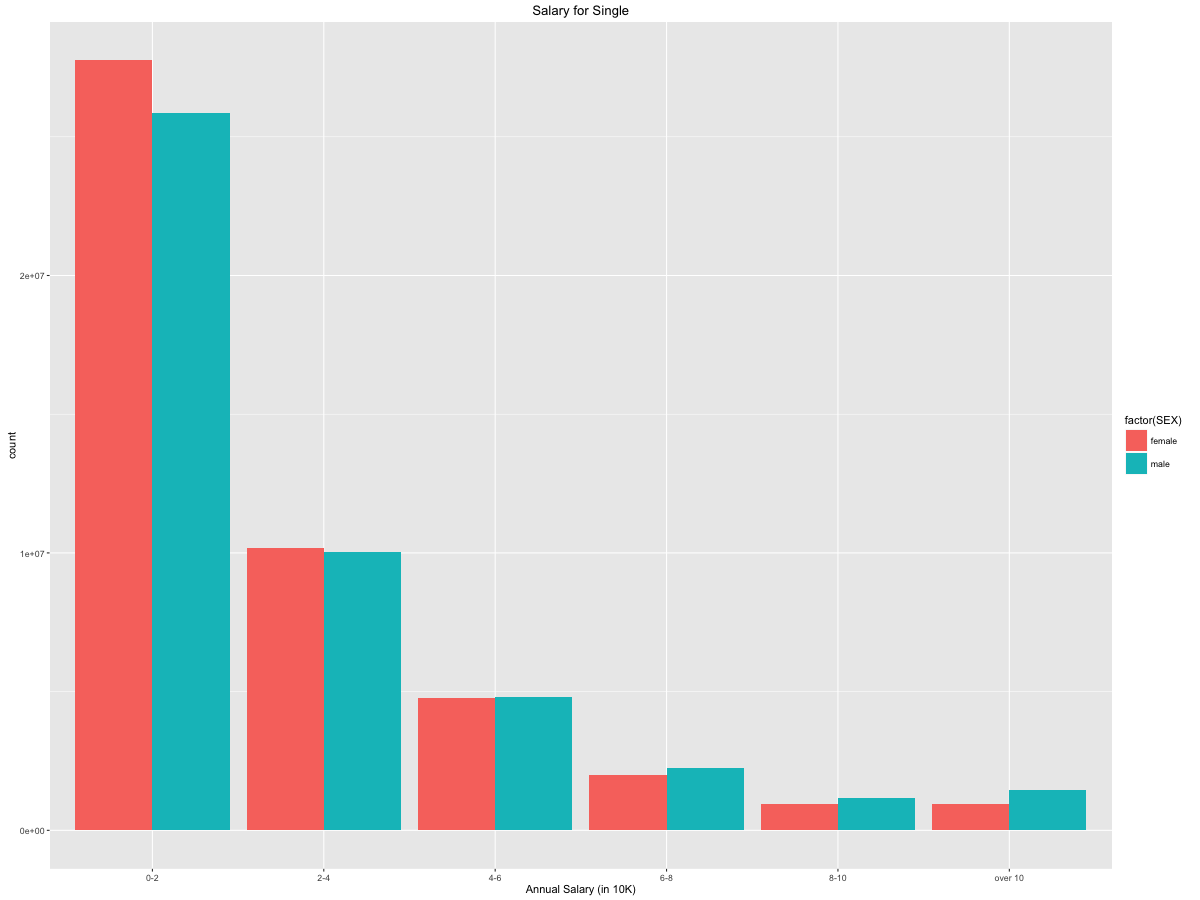 Salary for Single
count
2e+07
1e+07
0e+00
0-2
2-4
4-6
6-8
8-10
over 10
Annual Salary (in 10K)
factor(SEX)
female
male